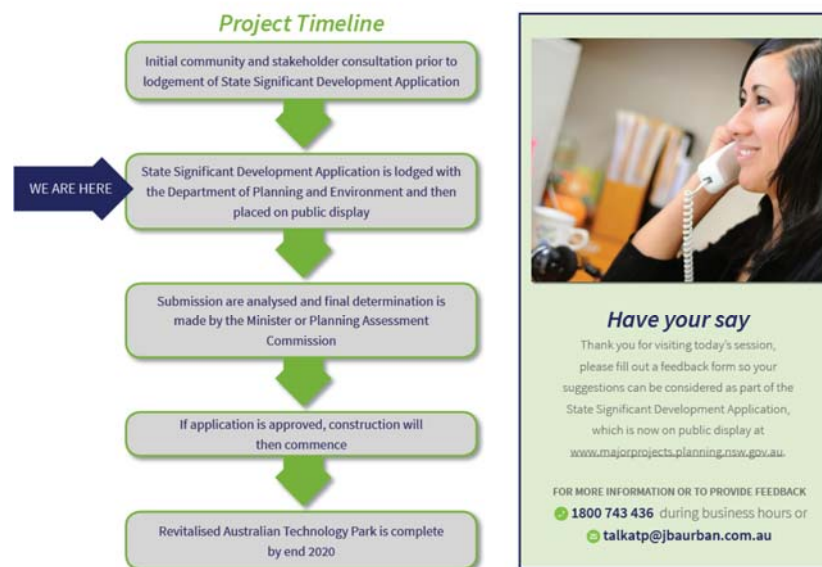 Project Timeline
Initial community and stakeholder consultation prior to
lodgement of State Significant Development Application
WE ARE HERE
State Significant Development Application is lodged with
the Department of Planning and Environment and then
placed on public display
Submission are analysed and final determination is
made by the Minister or Planning Assessment
Commission
If application is approved, construction will
then commence
Revitalised Australian Technology Park is complete
by end 2020
Have your say
Thank you for visiting today's session,
please fill out a feedback form so your
suggestions can be considered as part of the
State Significant Development Application,
which is now on public display at
www.majorprojects.planning.nsw.gov.au
FOR MORE INFORMATION OR TO PROVIDE FEEDBACK
1800 743 436 during business hours or
talkatp@jbaurban.com.au